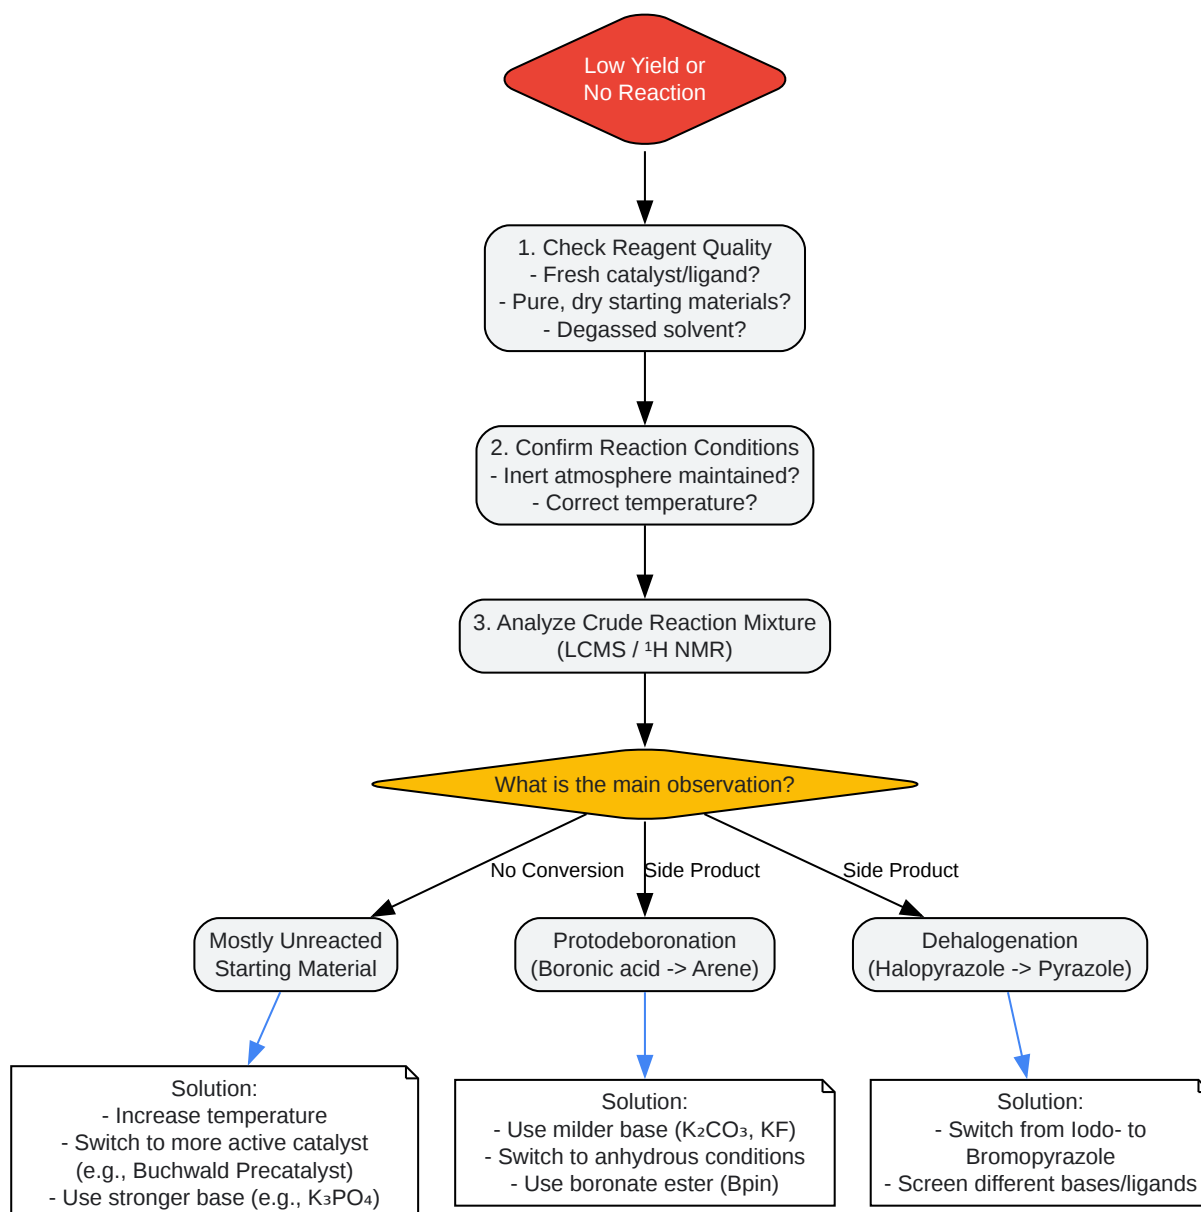 Low Yield or
No Reaction
1. Check Reagent Quality
- Fresh catalyst/ligand?
- Pure, dry starting materials?
- Degassed solvent?
2. Confirm Reaction Conditions
- Inert atmosphere maintained?
- Correct temperature?
3. Analyze Crude Reaction Mixture
(LCMS / ¹H NMR)
What is the main observation?
No Conversion
Side Product
Side Product
Mostly Unreacted
Starting Material
Protodeboronation
(Boronic acid -> Arene)
Dehalogenation
(Halopyrazole -> Pyrazole)
Solution:
- Increase temperature
- Switch to more active catalyst
(e.g., Buchwald Precatalyst)
- Use stronger base (e.g., K₃PO₄)
Solution:
- Use milder base (K₂CO₃, KF)
- Switch to anhydrous conditions
- Use boronate ester (Bpin)
Solution:
- Switch from Iodo- to
Bromopyrazole
- Screen different bases/ligands